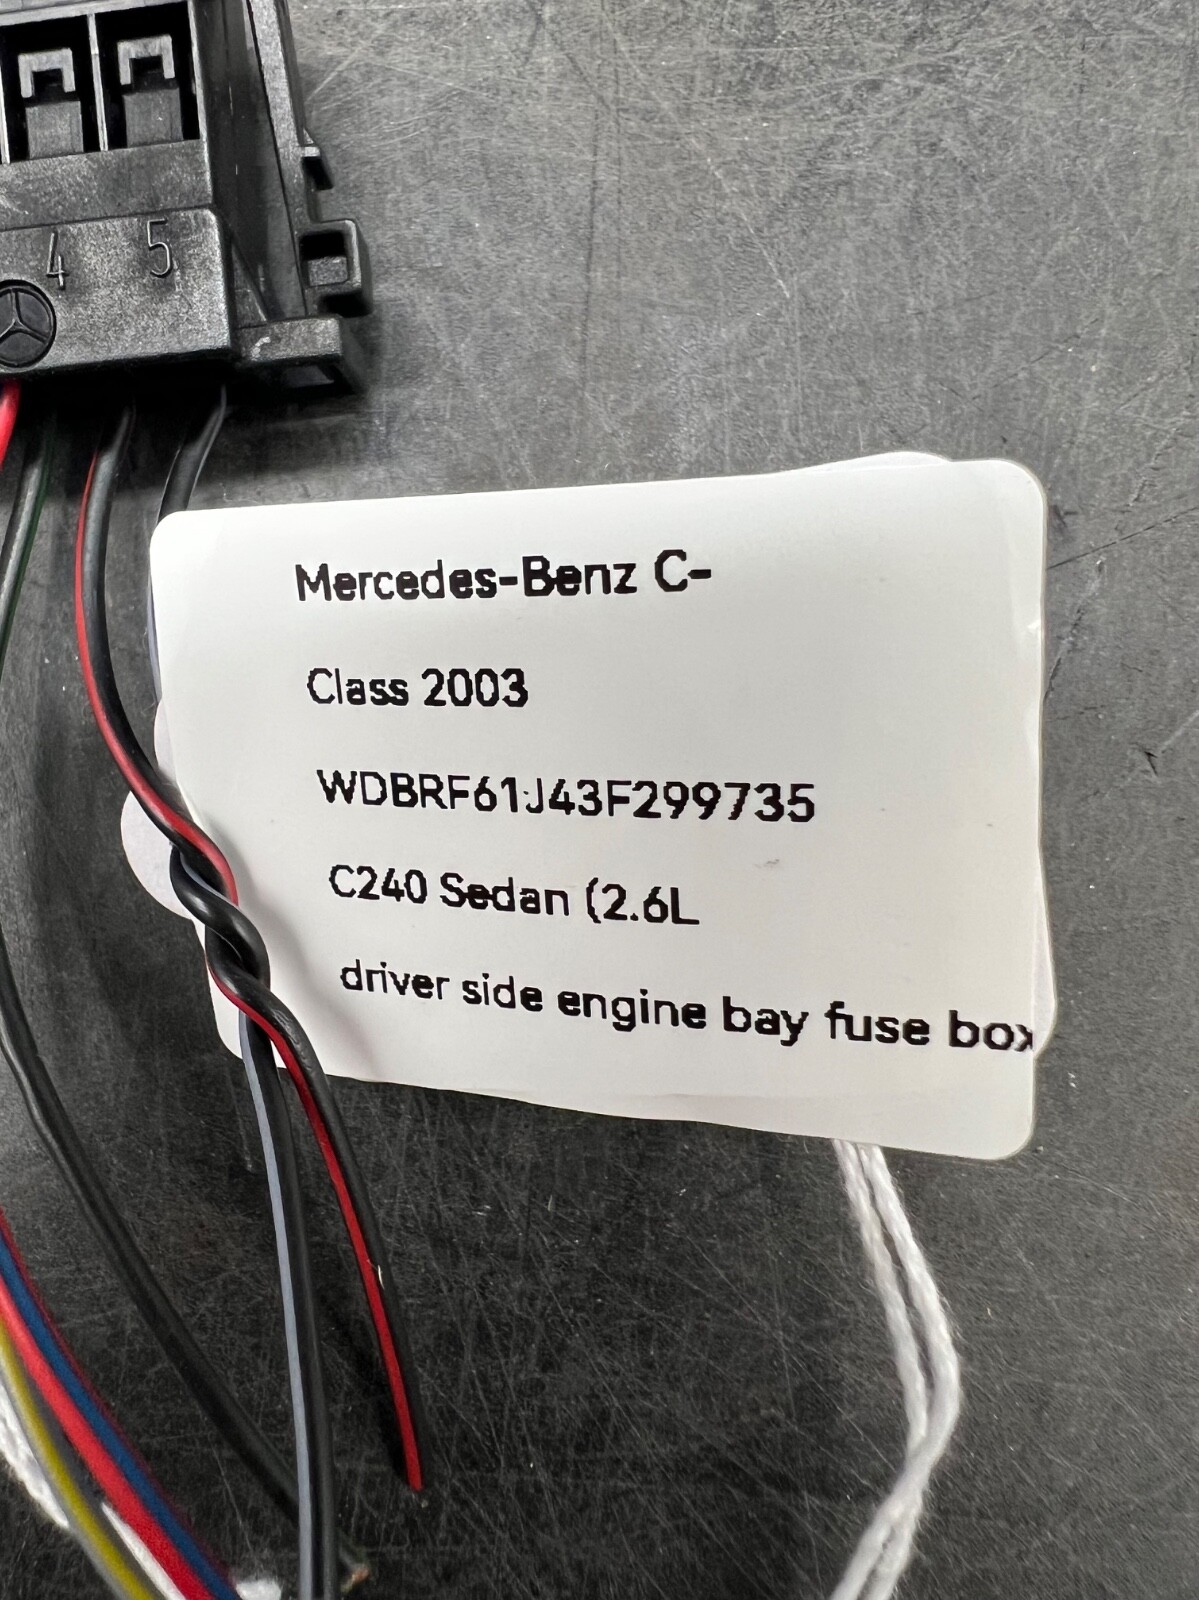 4 5
Mercedes-Benz C-
Class 2003
WDBRF61J43F299735
C240 Sedan (2.6L
driver side engine bay fuse box